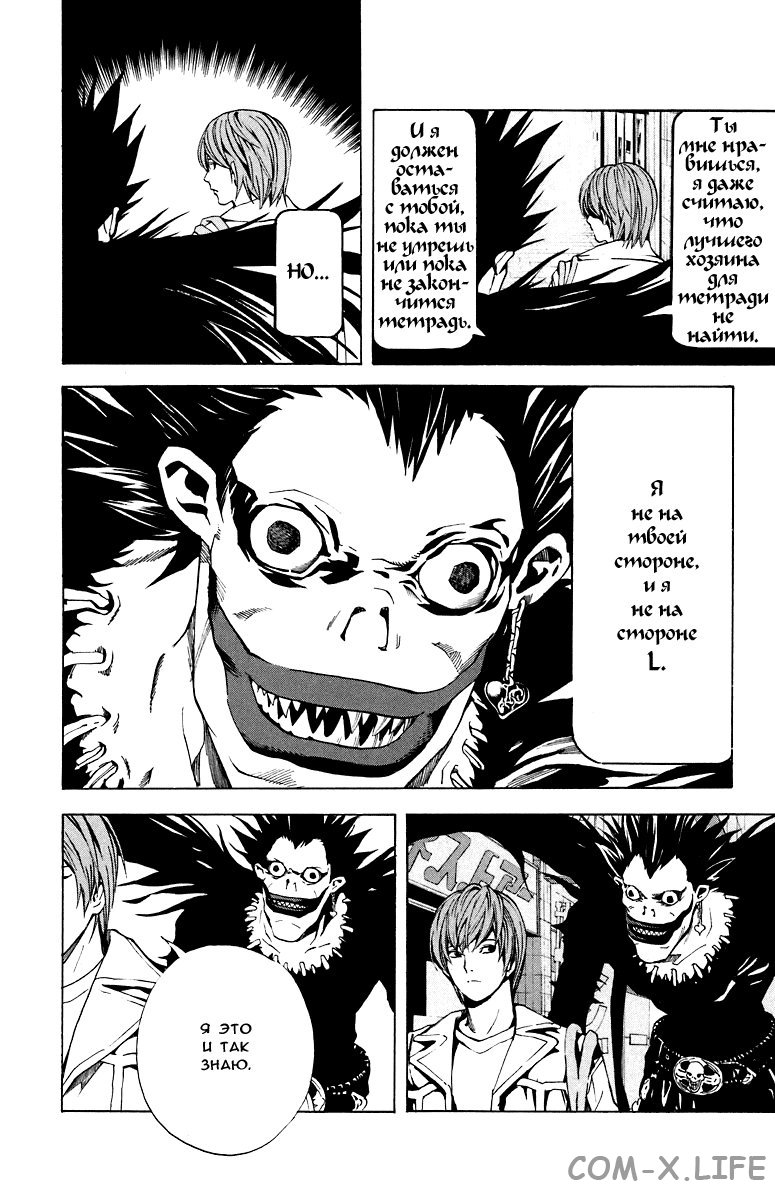 Ты
мне нра-
вишься,
я даже
считаю,
что
лучшего
хозяина
для
тетради
не
найти.
И я
должен
оста-
ваться
с тобой,
пока ты
не умрешь
или пока
не закон-
чится
тетрадь.
НО...
Я
не на
твоей
стороне,
и я
не на
стороне
L.
Я ЭТО
И ТАК
ЗНАЮ.
COM-X.LIFE